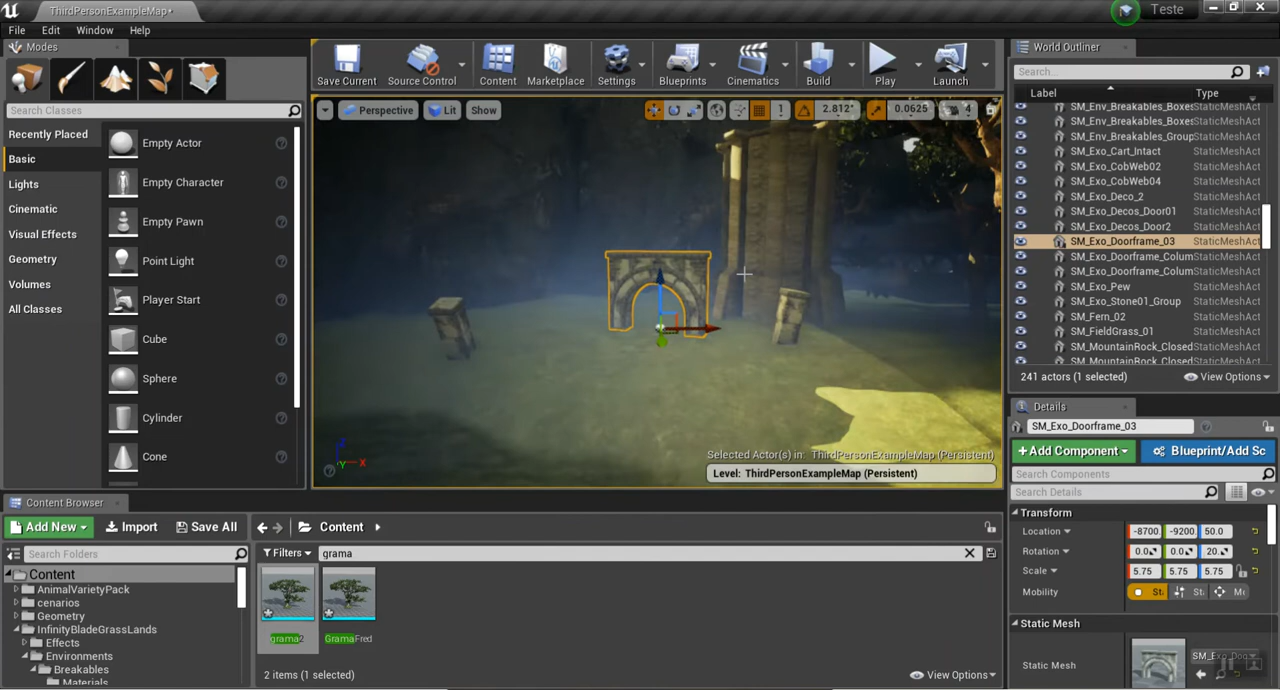 ThirdPersonExampleMap*
Teste
File Edit Window Help
Modes
Search Classes
Recently Placed
Basic
Lights
Cinematic
Visual Effects
Geometry
Volumes
All Classes
Empty Actor
Empty Character
Empty Pawn
Point Light
Player Start
Cube
Sphere
Cylinder
Cone
Save Current Source Control Content Marketplace Settings Blueprints Cinematics Build Play Launch
Perspective Lit Show 1 2.812° 0.0625 4
Selected Actor(s) in: ThirdPersonExampleMap (Persistent)
Level: ThirdPersonExampleMap (Persistent)
World Outliner
Search...
Label Type
SM_Env_Breakables_Boxes StaticMeshAct
SM_Env_Breakables_Boxes StaticMeshAct
SM_Env_Breakables_Group StaticMeshAct
SM_Exo_Cart_Intact StaticMeshAct
SM_Exo_CobWeb02 StaticMeshAct
SM_Exo_CobWeb04 StaticMeshAct
SM_Exo_Deco_2 StaticMeshAct
SM_Exo_Decos_Door01 StaticMeshAct
SM_Exo_Decos_Door2 StaticMeshAct
SM_Exo_Doorframe_03 StaticMeshAct
SM_Exo_Doorframe_Colum StaticMeshAct
SM_Exo_Doorframe_Colum StaticMeshAct
SM_Exo_Pew StaticMeshAct
SM_Exo_Stone01_Group StaticMeshAct
SM_Fern_02 StaticMeshAct
SM_FieldGrass_01 StaticMeshAct
SM_MountainRock_Closed StaticMeshAct
SM_MountainRock_Closed StaticMeshAct
241 actors (1 selected) View Options
Details
SM_Exo_Doorframe_03
+Add Component Blueprint/Add Sc
Search Components
Search Details
Transform
Location -8700 -9200. 50.0
Rotation 0.0 0.0 20.
Scale 5.75 5.75 5.75
Mobility St St Mo
Static Mesh
Static Mesh SM_Exo_Doo
Content Browser
Add New Import Save All Content
Search Folders
Content
AnimalVarietyPack
cenarios
Geometry
InfinityBladeGrassLands
Effects
Environments
Breakables
Materials
Filters grama
grama2 GramaFred
2 items (1 selected) View Options